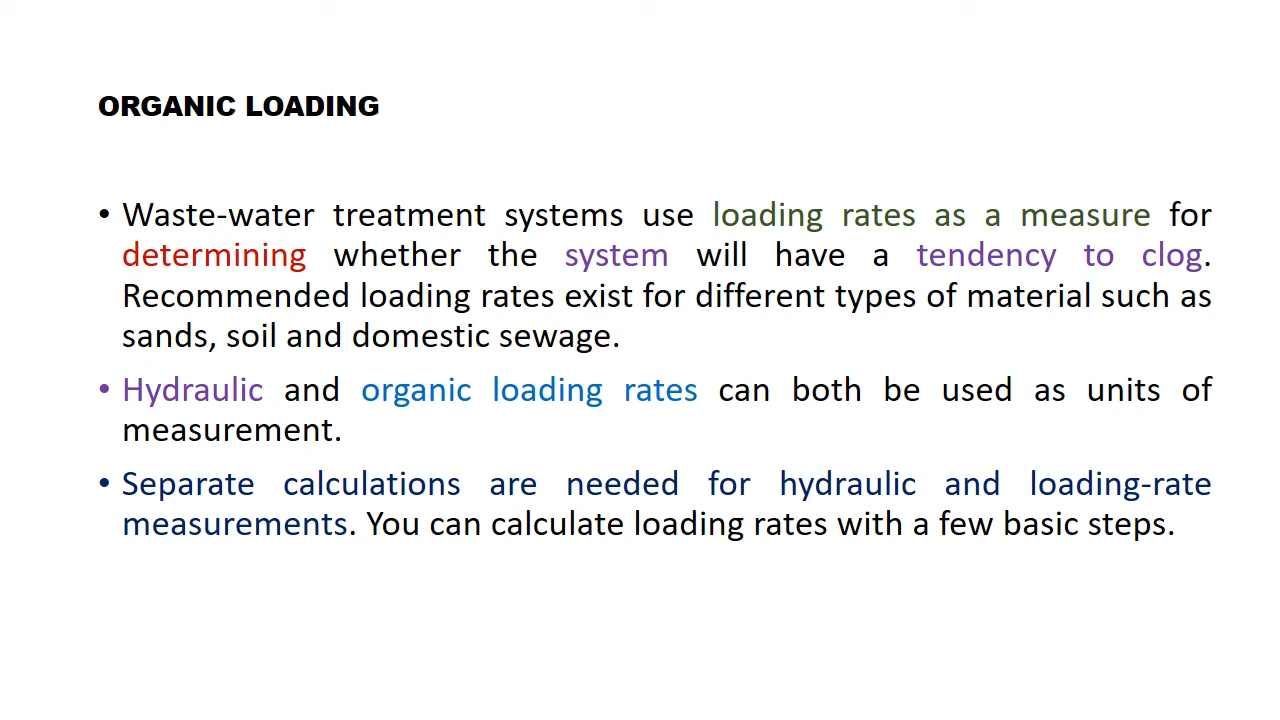 ORGANIC LOADING
• Waste-water treatment systems use loading rates as a measure for
determining whether the system will have a tendency to clog.
Recommended loading rates exist for different types of material such as
sands, soil and domestic sewage.
• Hydraulic and organic loading rates can both be used as units of
measurement.
• Separate calculations are needed for hydraulic and loading-rate
measurements. You can calculate loading rates with a few basic steps.